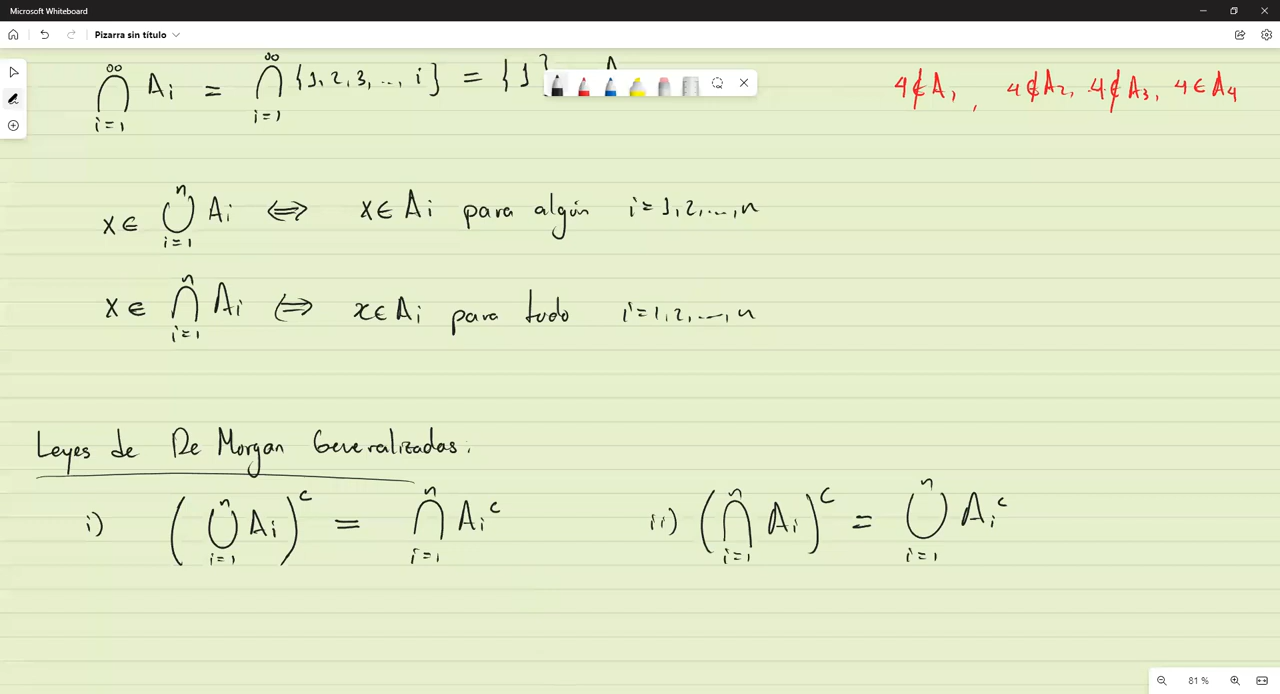 Microsoft Whiteboard
Pizarra sin título
∞ ⋂ i=1 Ai = ∞ ⋂ i=1 {1, 2, 3, ..., i} = {1}
4∉A1, 4∉A2, 4∉A3, 4∈A4
x∈ n ⋃ i=1 Ai ⇔ x∈Ai para algún i=1,2,...,n
x∈ n ⋂ i=1 Ai ⇔ x∈Ai para todo i=1,2,...,n
Leyes de De Morgan Generalizadas:
i) ( n ⋃ i=1 Ai )^c = n ⋂ i=1 Ai^c
ii) ( n ⋂ i=1 Ai )^c = n ⋃ i=1 Ai^c
81 %